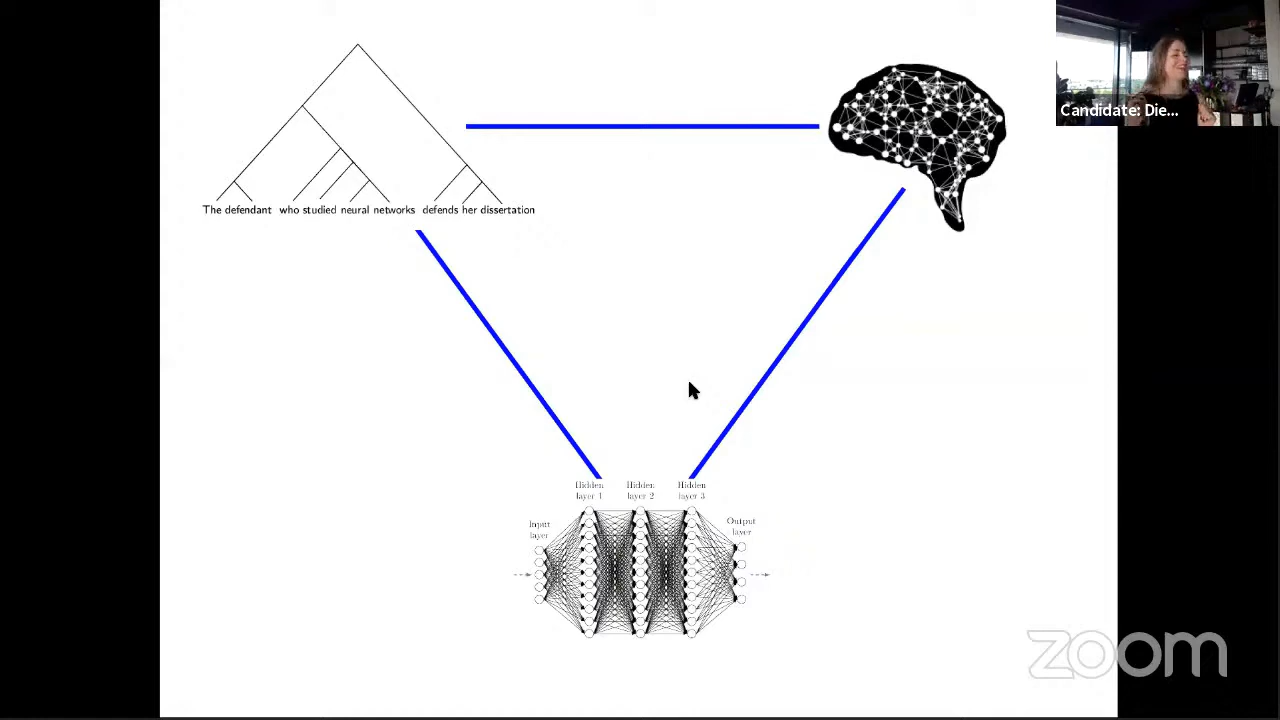 Candidate: Die...
The defendant who studied neural networks defends her dissertation
Hidden layer 1
Hidden layer 2
Hidden layer 3
Input layer
Output layer
zoom